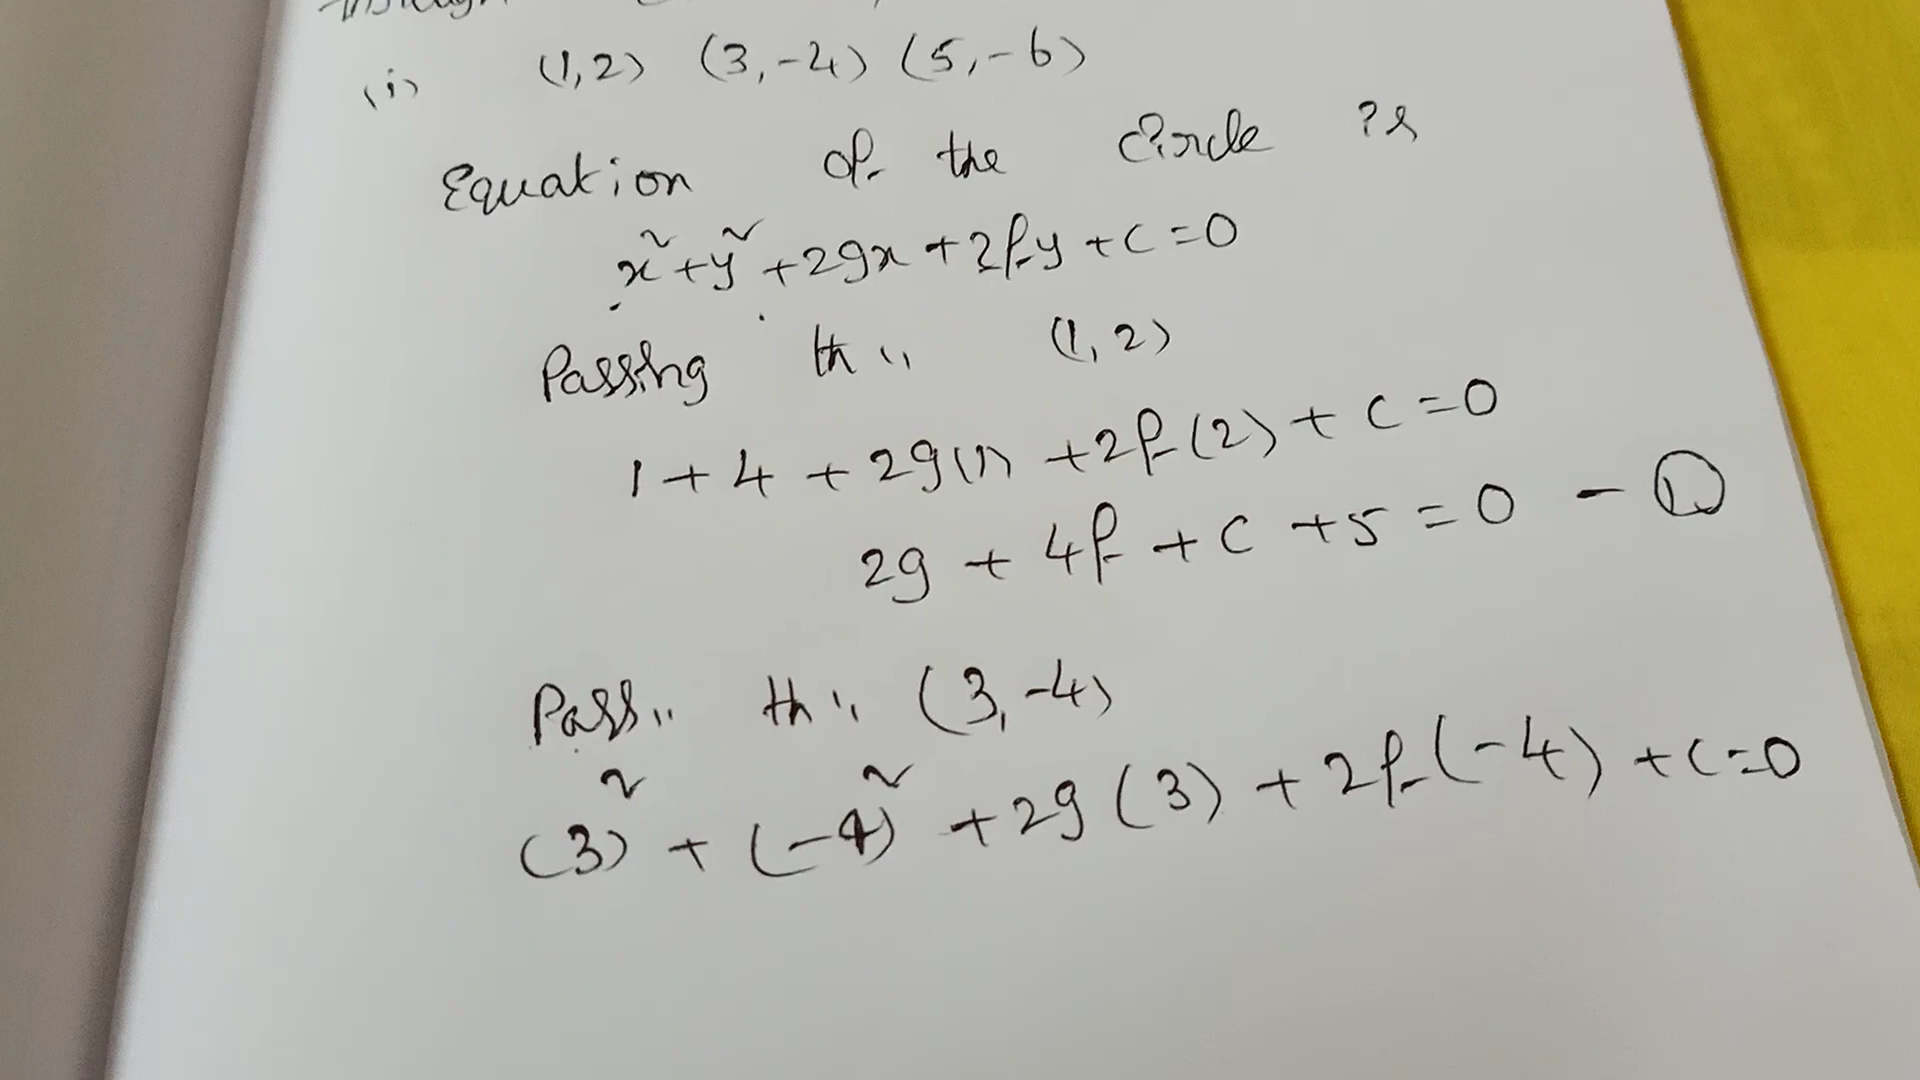 through
(i) (1,2) (3,-4) (5,-6)
Equation of the circle is
x²+y²+2gx+2fy+c=0
Passing th'' (1,2)
1+4+2g(1)+2f(2)+c=0
2g+4f+c+5=0 - ①
Pass'' th'' (3,-4)
(3)²+(-4)²+2g(3)+2f(-4)+c=0